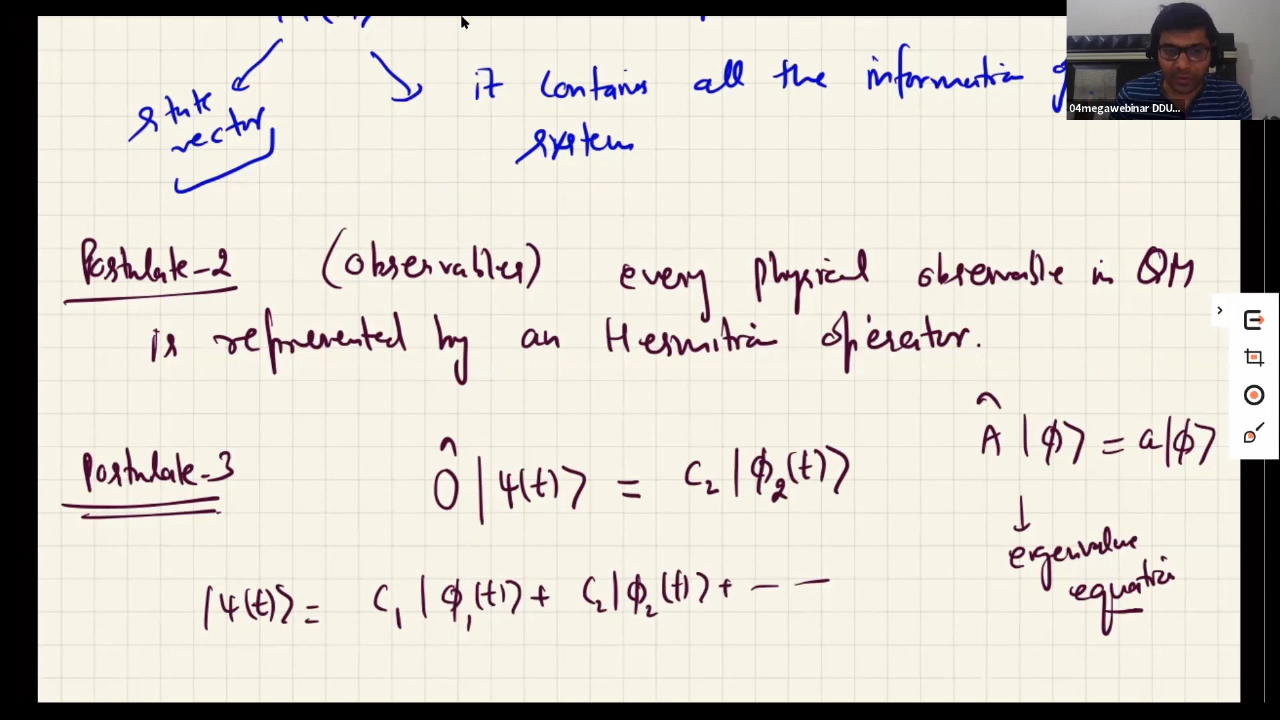 it contains all the information
state
vector
system
04megawebinar DDU...
Postulate-2 (observables) every physical observable in QM
is represented by an Hermitian operator.
Â |ϕ⟩ = a|ϕ⟩
Postulate-3 Ô |ψ(t)⟩ = C₂ |ϕ₂(t)⟩
eigenvalue
equation
|ψ(t)⟩ = C₁ |ϕ₁(t)⟩ + C₂|ϕ₂(t)⟩ + — —